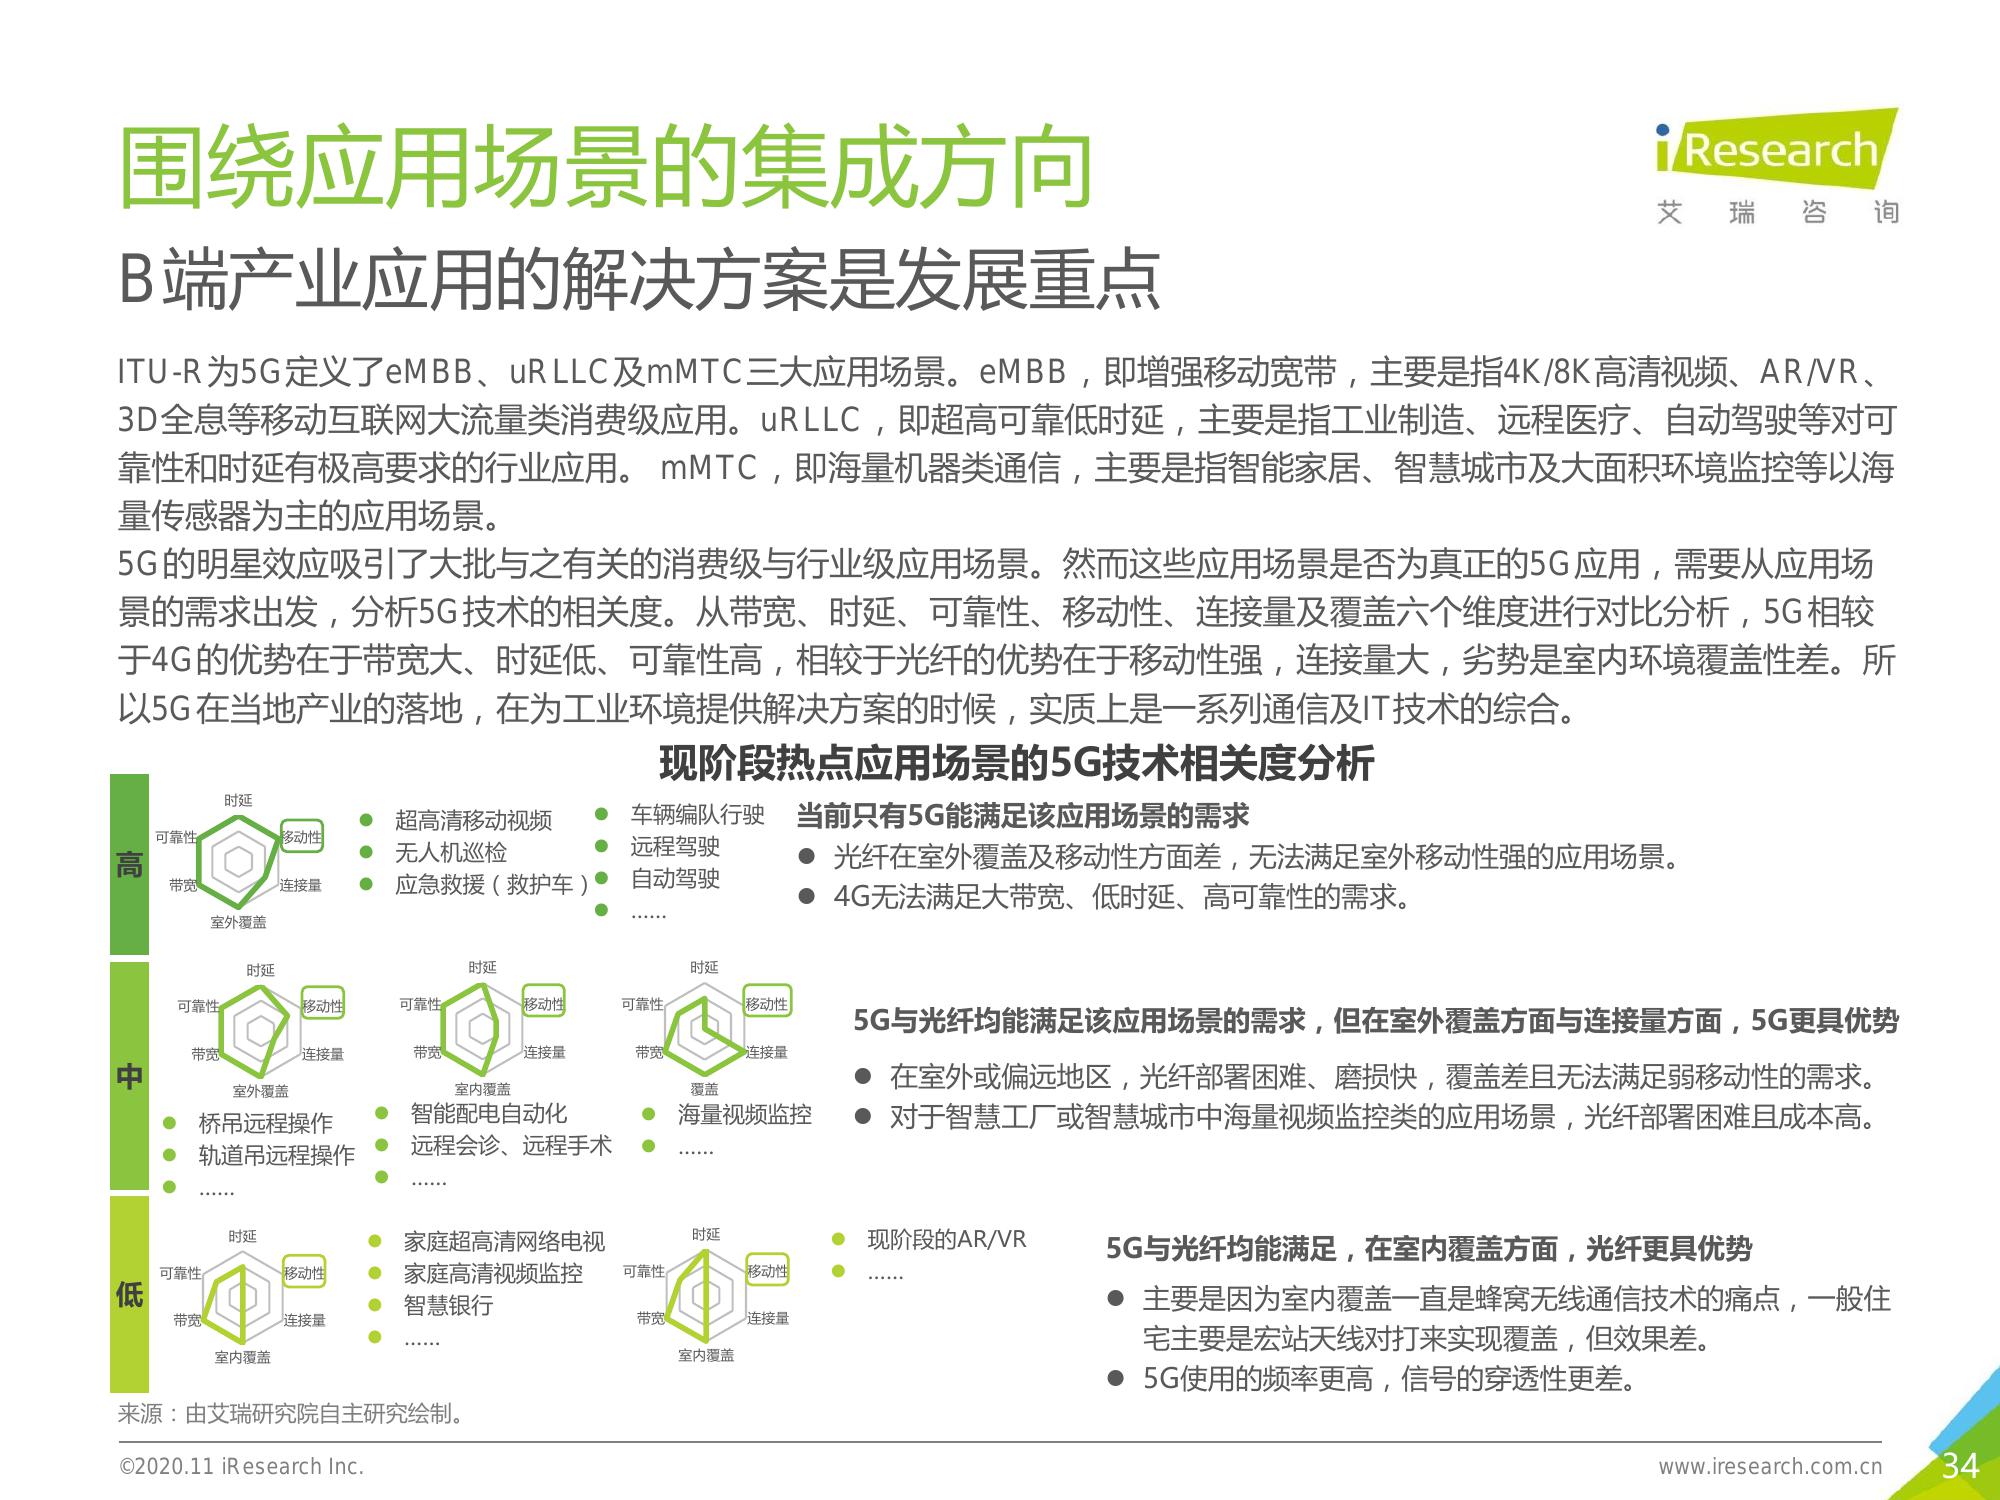 围绕应用场景的集成方向
iResearch
艾瑞咨询
B端产业应用的解决方案是发展重点
ITU-R为5G定义了eMBB、uRLLC及mMTC三大应用场景。eMBB，即增强移动宽带，主要是指4K/8K高清视频、AR/VR、
3D全息等移动互联网大流量类消费级应用。uRLLC，即超高可靠低时延，主要是指工业制造、远程医疗、自动驾驶等对可
靠性和时延有极高要求的行业应用。 mMTC，即海量机器类通信，主要是指智能家居、智慧城市及大面积环境监控等以海
量传感器为主的应用场景。
5G的明星效应吸引了大批与之有关的消费级与行业级应用场景。然而这些应用场景是否为真正的5G应用，需要从应用场
景的需求出发，分析5G技术的相关度。从带宽、时延、可靠性、移动性、连接量及覆盖六个维度进行对比分析，5G相较
于4G的优势在于带宽大、时延低、可靠性高，相较于光纤的优势在于移动性强，连接量大，劣势是室内环境覆盖性差。所
以5G在当地产业的落地，在为工业环境提供解决方案的时候，实质上是一系列通信及IT技术的综合。
现阶段热点应用场景的5G技术相关度分析
高
时延
可靠性
移动性
带宽
连接量
室外覆盖
超高清移动视频
无人机巡检
应急救援（救护车）
车辆编队行驶
远程驾驶
自动驾驶
……
当前只有5G能满足该应用场景的需求
光纤在室外覆盖及移动性方面差，无法满足室外移动性强的应用场景。
4G无法满足大带宽、低时延、高可靠性的需求。
中
时延
可靠性
移动性
带宽
连接量
室外覆盖
桥吊远程操作
轨道吊远程操作
……
时延
可靠性
移动性
带宽
连接量
室内覆盖
智能配电自动化
远程会诊、远程手术
……
时延
可靠性
移动性
带宽
连接量
覆盖
海量视频监控
……
5G与光纤均能满足该应用场景的需求，但在室外覆盖方面与连接量方面，5G更具优势
在室外或偏远地区，光纤部署困难、磨损快，覆盖差且无法满足弱移动性的需求。
对于智慧工厂或智慧城市中海量视频监控类的应用场景，光纤部署困难且成本高。
低
时延
可靠性
移动性
带宽
连接量
室内覆盖
家庭超高清网络电视
家庭高清视频监控
智慧银行
……
时延
可靠性
移动性
带宽
连接量
室内覆盖
现阶段的AR/VR
……
5G与光纤均能满足，在室内覆盖方面，光纤更具优势
主要是因为室内覆盖一直是蜂窝无线通信技术的痛点，一般住
宅主要是宏站天线对打来实现覆盖，但效果差。
5G使用的频率更高，信号的穿透性更差。
来源：由艾瑞研究院自主研究绘制。
©2020.11 iResearch Inc.
www.iresearch.com.cn
34